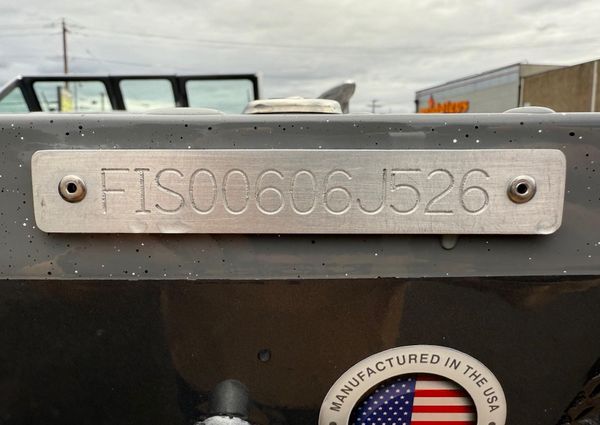 FIS00606J526
MANUFACTURED IN THE USA